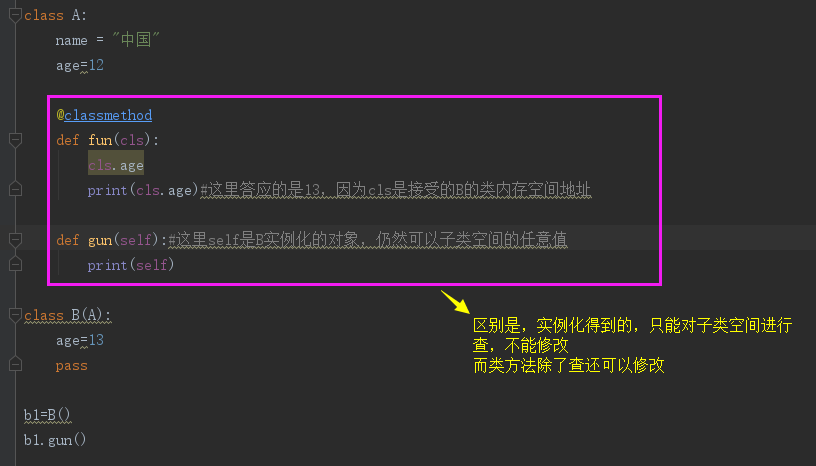 class A:
name = "中国"
age=12
@classmethod
def fun(cls):
cls.age
print(cls.age)#这里答应的是13，因为cls是接受的B的类内存空间地址
def gun(self):#这里self是B实例化的对象，仍然可以子类空间的任意值
print(self)
class B(A):
age=13
pass
b1=B()
b1.gun()
区别是，实例化得到的，只能对子类空间进行
查，不能修改
而类方法除了查还可以修改